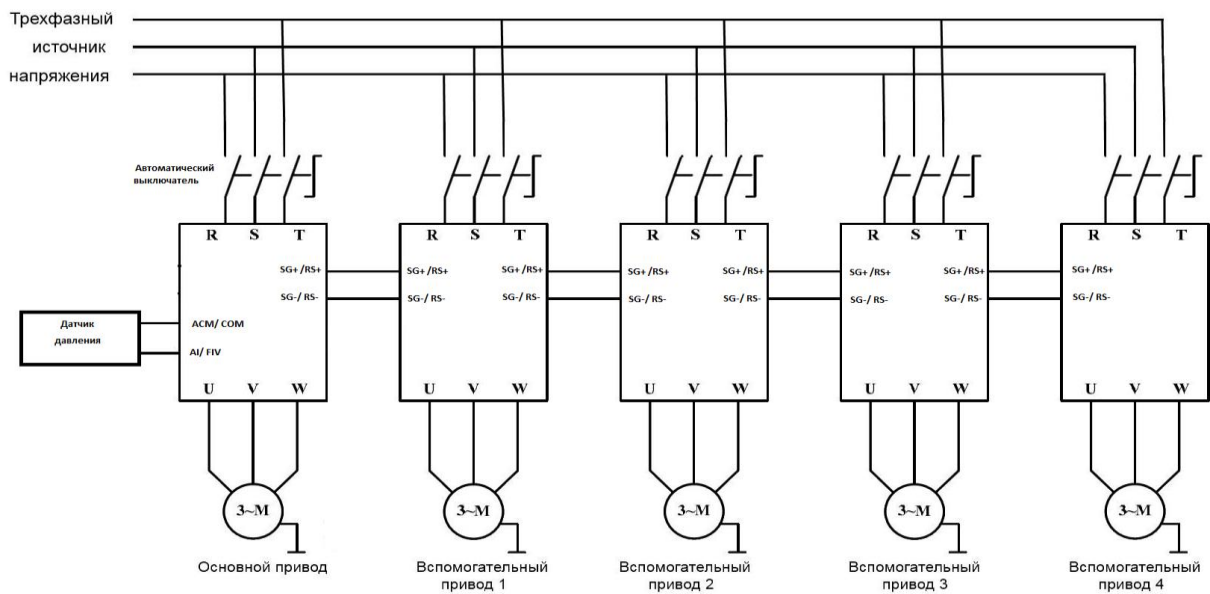 Трехфазный
источник
напряжения
Автоматический
выключатель
R S T
R S T
R S T
R S T
R S T
SG+ /RS+
SG-/ RS-
SG+ /RS+
SG-/ RS-
SG+ /RS+
SG-/ RS-
SG+ /RS+
SG-/ RS-
SG+ /RS+
SG-/ RS-
SG+ /RS+
SG-/ RS-
SG+ /RS+
SG-/ RS-
SG+ /RS+
SG-/ RS-
Датчик
давления
ACM/ COM
AI/ FIV
U V W
U V W
U V W
U V W
U V W
3~M
3~M
3~M
3~M
3~M
Основной привод
Вспомогательный
привод 1
Вспомогательный
привод 2
Вспомогательный
привод 3
Вспомогательный
привод 4